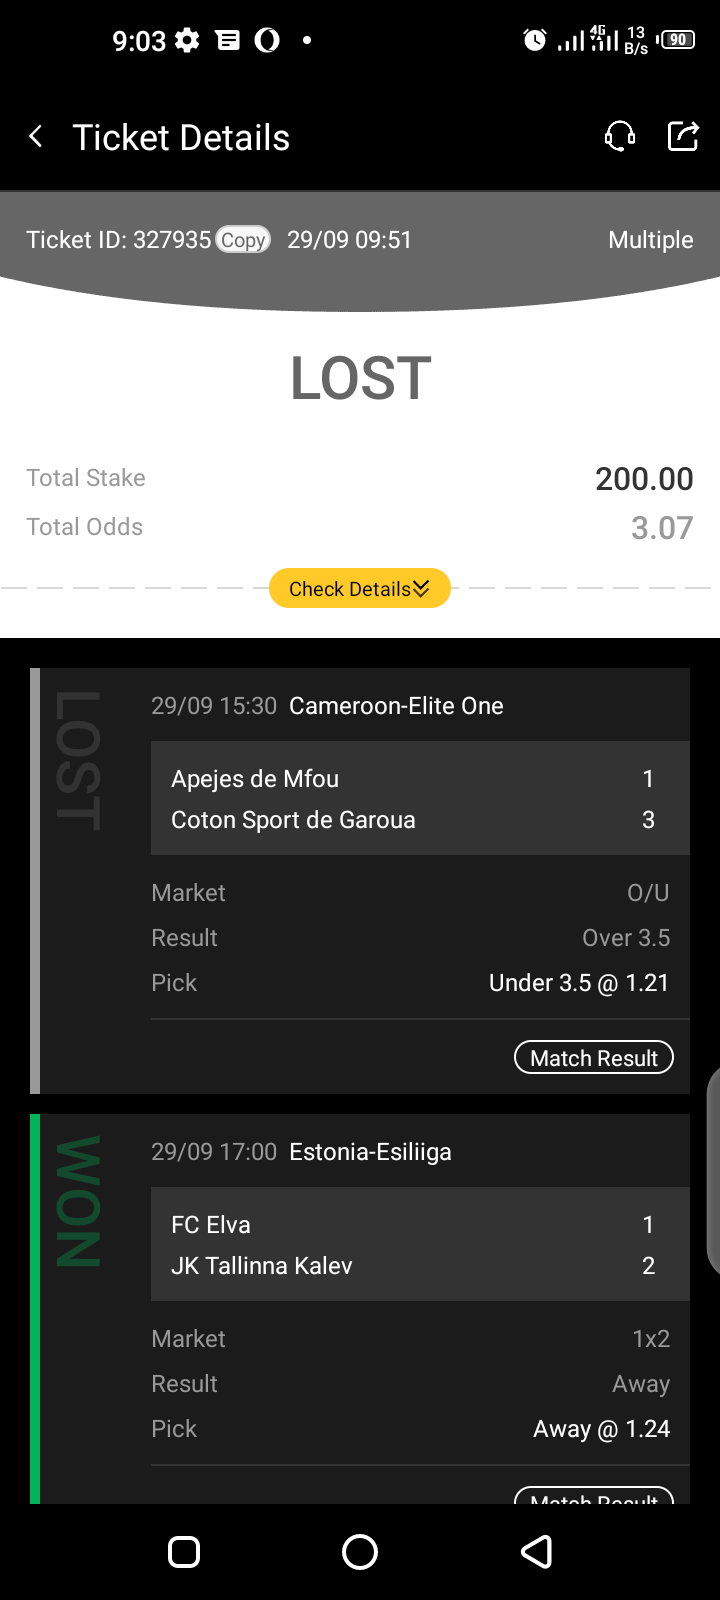 9:03
4G 13 B/s 90
Ticket Details
Ticket ID: 327935 Copy 29/09 09:51 Multiple
LOST
Total Stake 200.00
Total Odds 3.07
Check Details
LOST
29/09 15:30 Cameroon-Elite One
Apejes de Mfou 1
Coton Sport de Garoua 3
Market O/U
Result Over 3.5
Pick Under 3.5 @ 1.21
Match Result
WON
29/09 17:00 Estonia-Esiliiga
FC Elva 1
JK Tallinna Kalev 2
Market 1x2
Result Away
Pick Away @ 1.24
Match Result